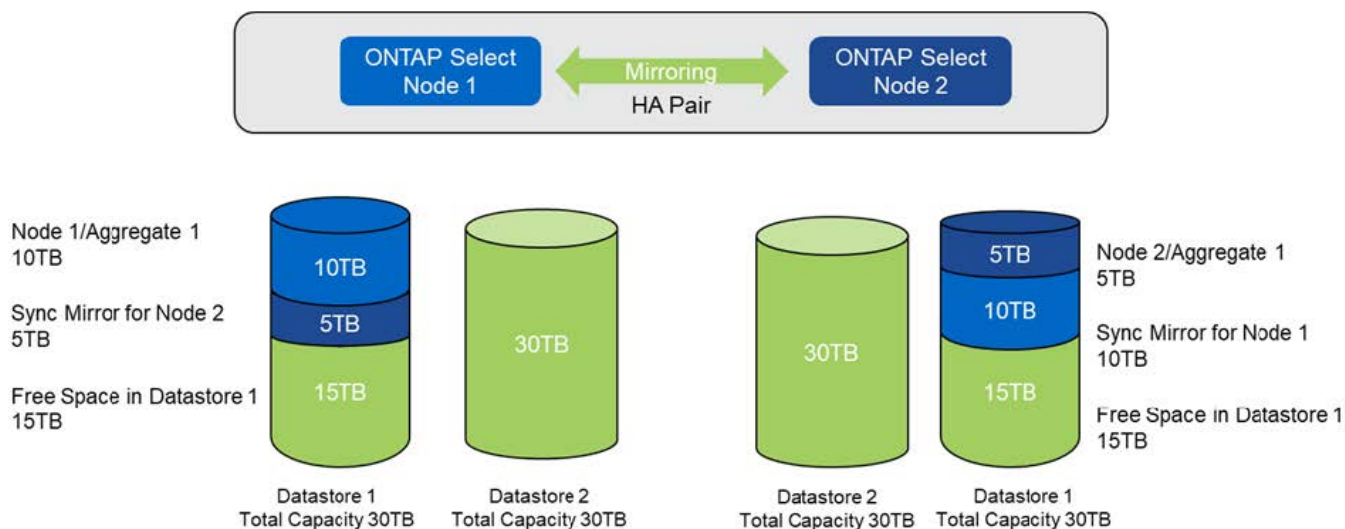 ONTAP Select
Node 1
Mirroring
HA Pair
ONTAP Select
Node 2
Node 1/Aggregate 1
10TB
Sync Mirror for Node 2
5TB
Free Space in Datastore 1
15TB
10TB
5TB
15TB
30TB
30TB
5TB
10TB
15TB
Node 2/Aggregate 1
5TB
Sync Mirror for Node 1
10TB
Free Space in Datastore 1
15TB
Datastore 1
Total Capacity 30TB
Datastore 2
Total Capacity 30TB
Datastore 2
Total Capacity 30TB
Datastore 1
Total Capacity 30TB